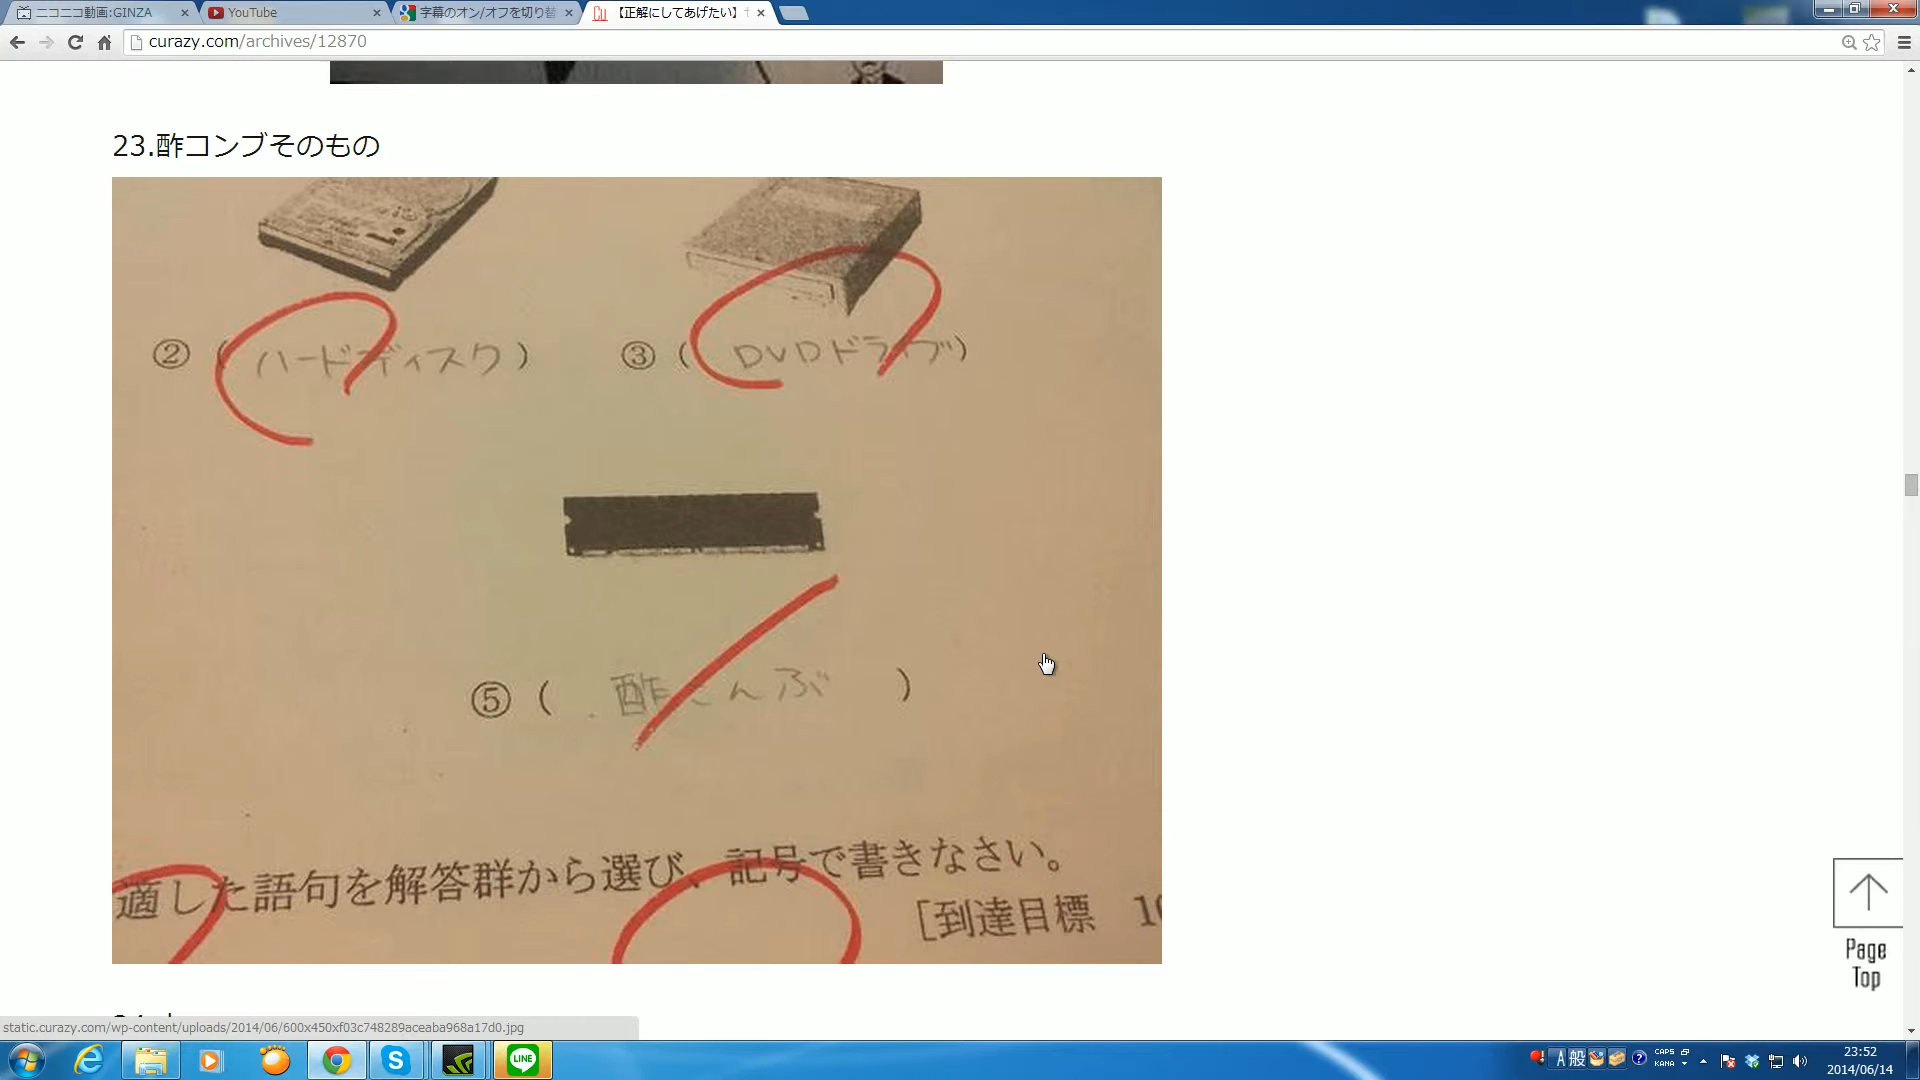 ニコニコ動画:GINZA
YouTube
字幕のオン/オフを切り替
【正解にしてあげたい】
curazy.com/archives/12870
23.酢コンブそのもの
② ( ハードディスク )
③ ( DVDドライブ )
⑤ ( 酢こんぶ )
適した語句を解答群から選び、記号で書きなさい。
[到達目標 10
Page
Top
static.curazy.com/wp-content/uploads/2014/06/600x450xf03c748289aceaba968a17d0.jpg
LINE
A 般
CAPS
KANA
23:52
2014/06/14